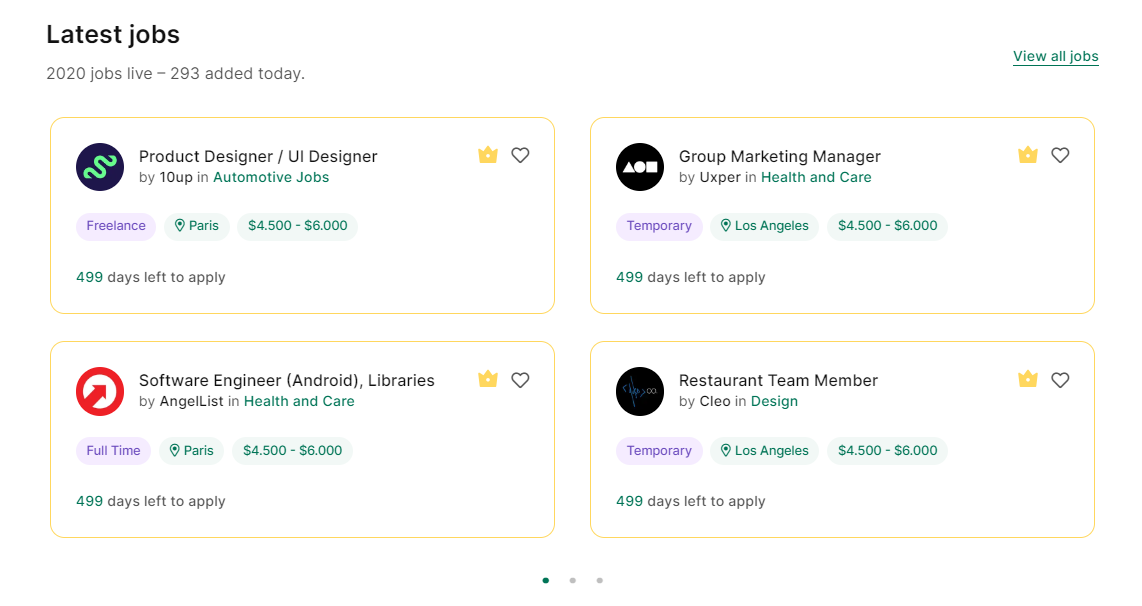 Latest jobs
2020 jobs live – 293 added today.
View all jobs
Product Designer / UI Designer
by 10up in Automotive Jobs
Freelance Paris $4.500 - $6.000
499 days left to apply
Group Marketing Manager
by Uxper in Health and Care
Temporary Los Angeles $4.500 - $6.000
499 days left to apply
Software Engineer (Android), Libraries
by AngelList in Health and Care
Full Time Paris $4.500 - $6.000
499 days left to apply
Restaurant Team Member
by Cleo in Design
Temporary Los Angeles $4.500 - $6.000
499 days left to apply